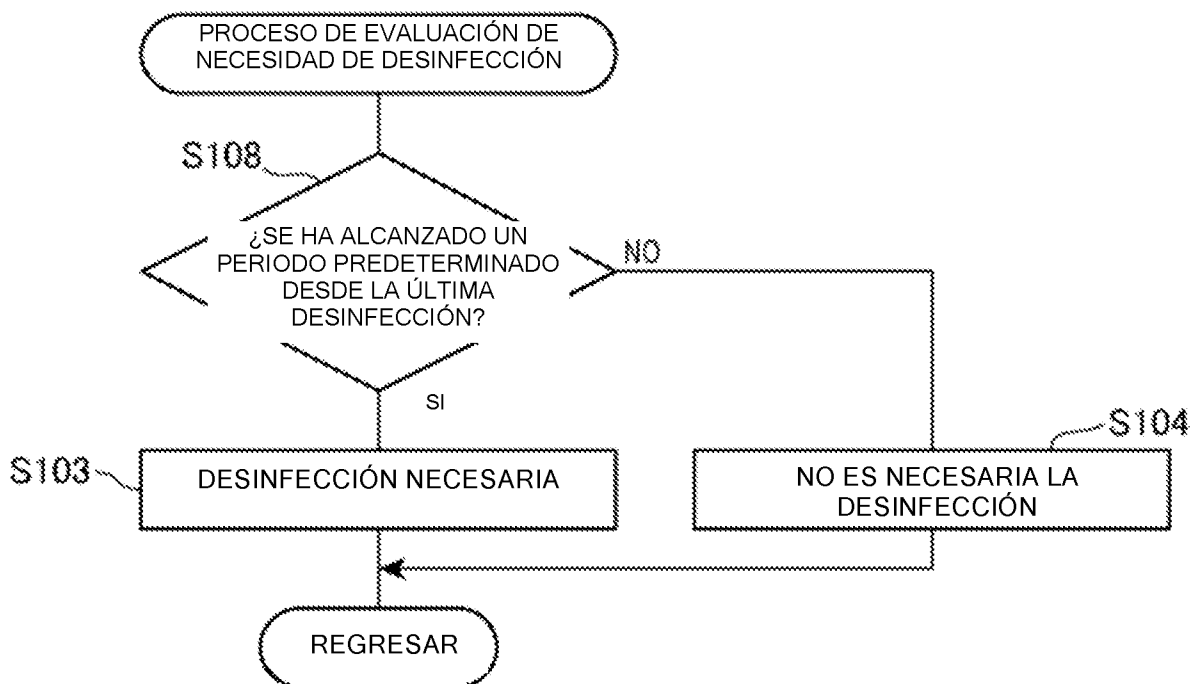 PROCESO DE EVALUACIÓN DE
NECESIDAD DE DESINFECCIÓN
S108
¿SE HA ALCANZADO UN
PERIODO PREDETERMINADO
DESDE LA ÚLTIMA
DESINFECCIÓN?
NO
SI
S103
DESINFECCIÓN NECESARIA
S104
NO ES NECESARIA LA
DESINFECCIÓN
REGRESAR